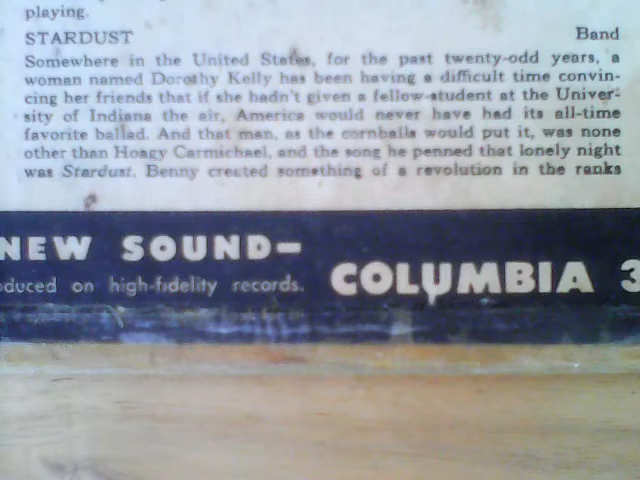 playing.
STARDUST Band
Somewhere in the United States, for the past twenty-odd years, a
woman named Dorothy Kelly has been having a difficult time convin-
cing her friends that if she hadn't given a fellow-student at the Univer-
sity of Indiana the air, America would never have had its all-time
favorite ballad. And that man, as the cornballs would put it, was none
other than Hoagy Carmichael, and the song he penned that lonely night
was Stardust. Benny created something of a revolution in the ranks
NEW SOUND—
oduced on high-fidelity records.
COLUMBIA 3